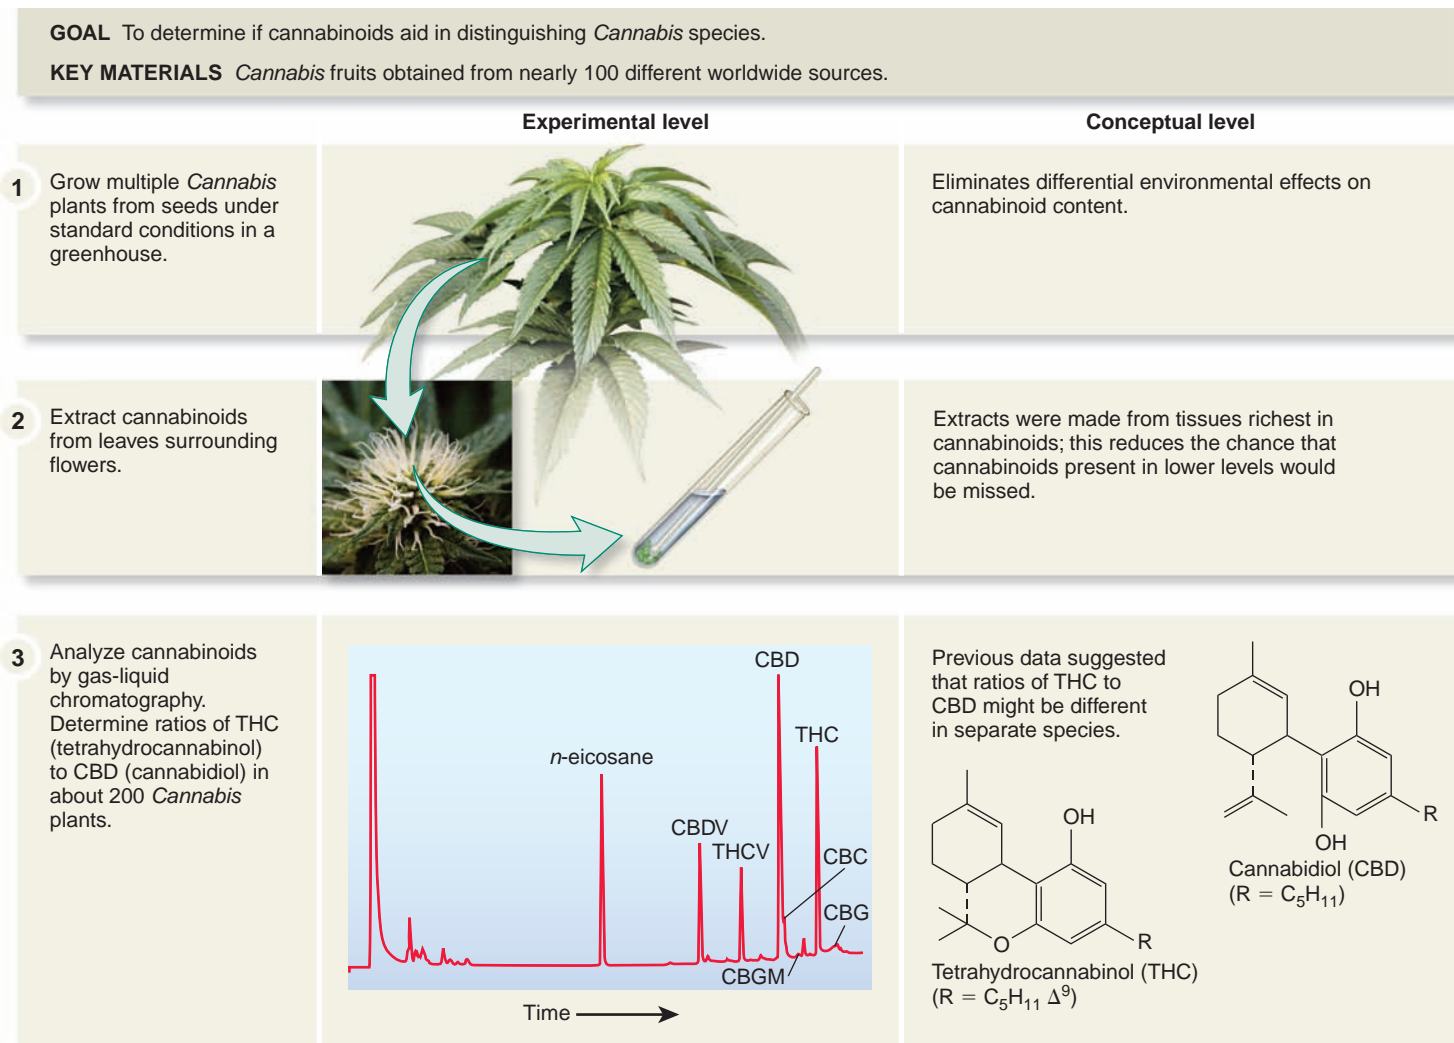 GOAL To determine if cannabinoids aid in distinguishing Cannabis species.
KEY MATERIALS Cannabis fruits obtained from nearly 100 different worldwide sources.
Experimental level
Conceptual level
1
Grow multiple Cannabis
plants from seeds under
standard conditions in a
greenhouse.
Eliminates differential environmental effects on
cannabinoid content.
2
Extract cannabinoids
from leaves surrounding
flowers.
Extracts were made from tissues richest in
cannabinoids; this reduces the chance that
cannabinoids present in lower levels would
be missed.
3
Analyze cannabinoids
by gas-liquid
chromatography.
Determine ratios of THC
(tetrahydrocannabinol)
to CBD (cannabidiol) in
about 200 Cannabis
plants.
CBD
THC
n-eicosane
CBDV
THCV
CBC
CBG
CBGM
Time
Previous data suggested
that ratios of THC to
CBD might be different
in separate species.
OH
R
OH
Cannabidiol (CBD)
(R = C5H11)
OH
O
R
Tetrahydrocannabinol (THC)
(R = C5H11 Δ9)